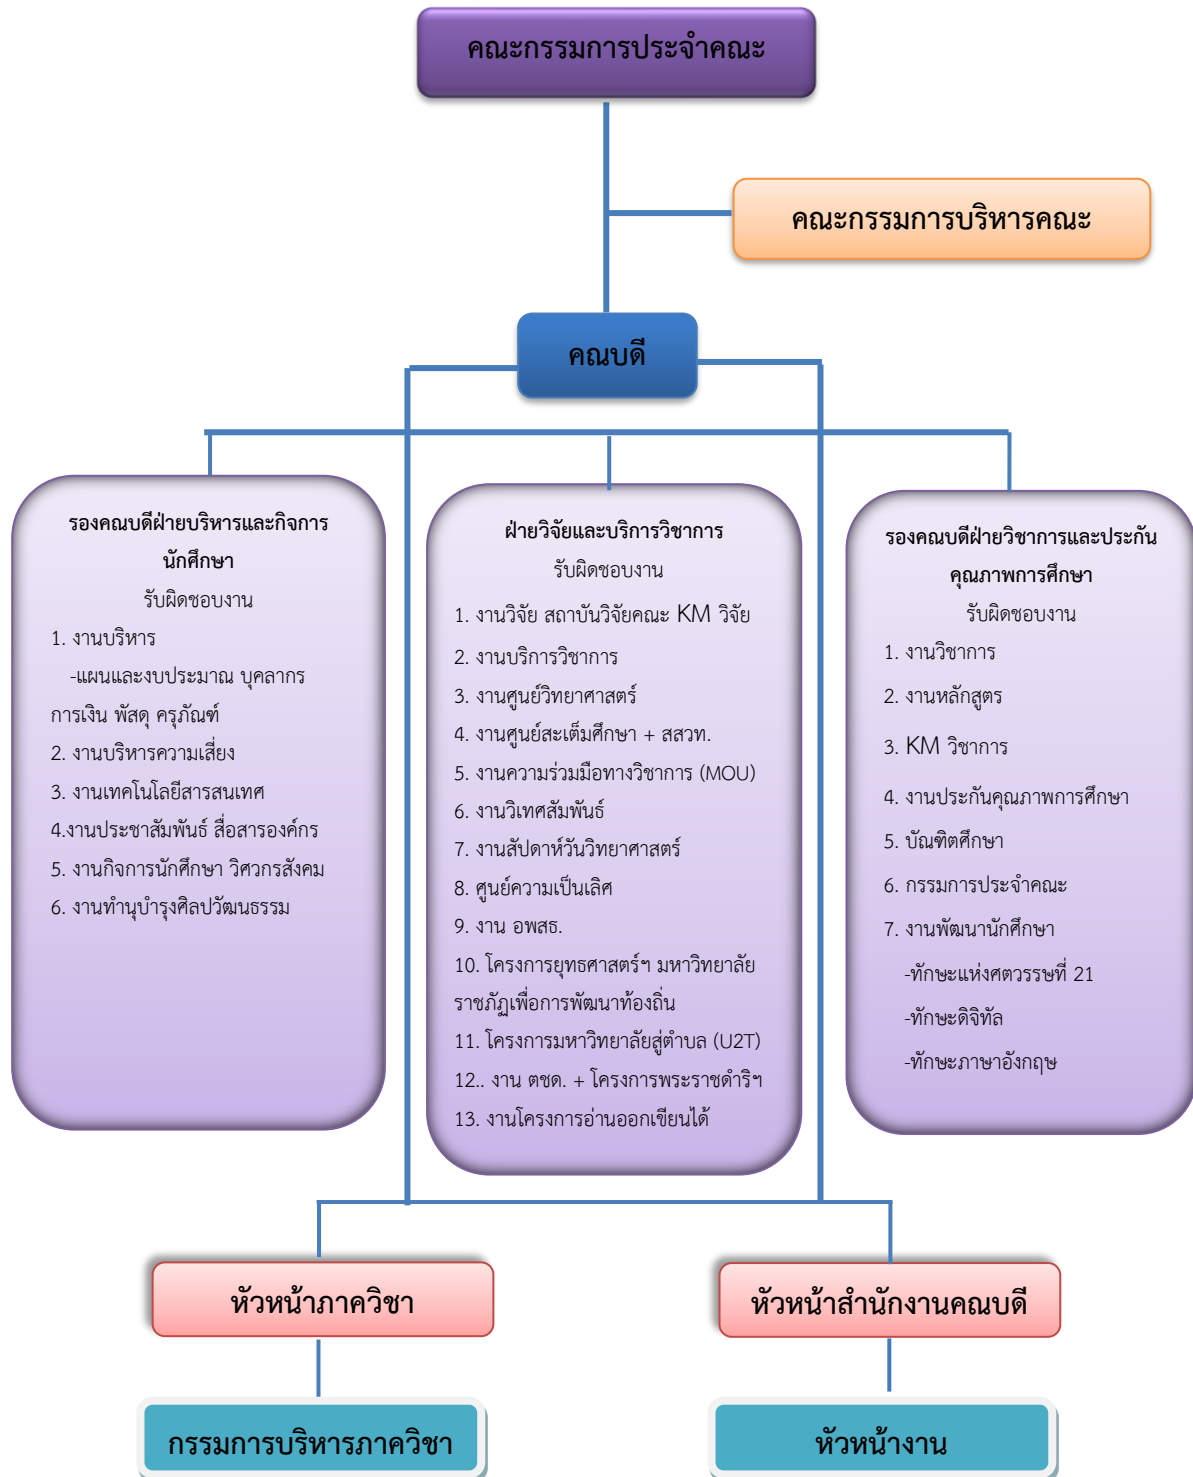 คณะกรรมการประจำคณะ
คณะกรรมการบริหารคณะ
คณบดี
รองคณบดีฝ่ายบริหารและกิจการ
นักศึกษา
รับผิดชอบงาน
1. งานบริหาร
-แผนและงบประมาณ บุคลากร
การเงิน พัสดุ ครุภัณฑ์
2. งานบริหารความเสี่ยง
3. งานเทคโนโลยีสารสนเทศ
4.งานประชาสัมพันธ์ สื่อสารองค์กร
5. งานกิจการนักศึกษา วิศวกรสังคม
6. งานทำนุบำรุงศิลปวัฒนธรรม
ฝ่ายวิจัยและบริการวิชาการ
รับผิดชอบงาน
1. งานวิจัย สถาบันวิจัยคณะ KM วิจัย
2. งานบริการวิชาการ
3. งานศูนย์วิทยาศาสตร์
4. งานศูนย์สะเต็มศึกษา + สสวท.
5. งานความร่วมมือทางวิชาการ (MOU)
6. งานวิเทศสัมพันธ์
7. งานสัปดาห์วันวิทยาศาสตร์
8. ศูนย์ความเป็นเลิศ
9. งาน อพสธ.
10. โครงการยุทธศาสตร์ฯ มหาวิทยาลัย
ราชภัฏเพื่อการพัฒนาท้องถิ่น
11. โครงการมหาวิทยาลัยสู่ตำบล (U2T)
12.. งาน ตชด. + โครงการพระราชดำริฯ
13. งานโครงการอ่านออกเขียนได้
รองคณบดีฝ่ายวิชาการและประกัน
คุณภาพการศึกษา
รับผิดชอบงาน
1. งานวิชาการ
2. งานหลักสูตร
3. KM วิชาการ
4. งานประกันคุณภาพการศึกษา
5. บัณฑิตศึกษา
6. กรรมการประจำคณะ
7. งานพัฒนานักศึกษา
-ทักษะแห่งศตวรรษที่ 21
-ทักษะดิจิทัล
-ทักษะภาษาอังกฤษ
หัวหน้าภาควิชา
หัวหน้าสำนักงานคณบดี
กรรมการบริหารภาควิชา
หัวหน้างาน